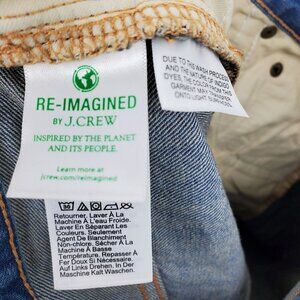 RE-IMAGINED
BY J.CREW
INSPIRED BY THE PLANET
AND ITS PEOPLE.
Learn more at
jcrew.com/reimagined
DUE TO THIS WASH PROCESS
AND THE NATURE OF INDIGO
DYES, THE COLOR FROM THIS
GARMENT MAY TRANSFER
ONTO LIGHT SURFACES.
Retourner, Laver À La
Machine À L'eau Froide.
Laver En Séparant Les
Couleurs. Seulement
Agent De Blanchiment
Non-chlore. Sécher À La
Machine À Basse
Température. Repasser À
Fer Doux Si Nécessaire.
Auf Links Drehen. In Der
Maschine Kalt Waschen.